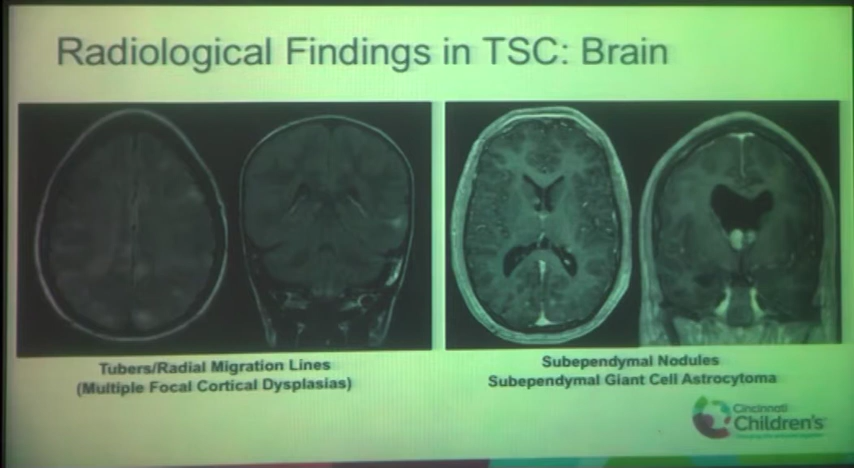 Radiological Findings in TSC: Brain
Tubers/Radial Migration Lines
(Multiple Focal Cortical Dysplasias)
Subependymal Nodules
Subependymal Giant Cell Astrocytoma
Cincinnati
Children's